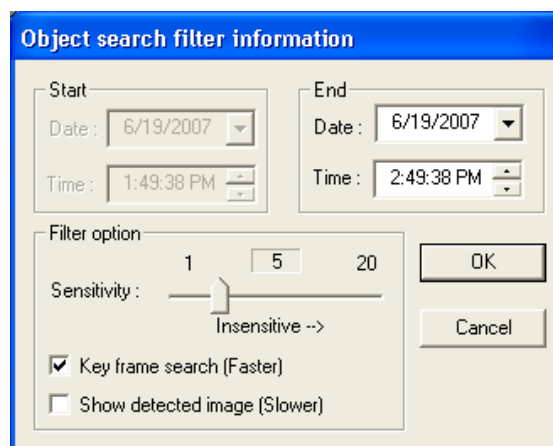 Object search filter information
Start
Date : 6/19/2007
Time : 1:49:38 PM
End
Date : 6/19/2007
Time : 2:49:38 PM
Filter option
1 5 20
Sensitivity :
Insensitive -->
Key frame search (Faster)
Show detected image (Slower)
OK
Cancel